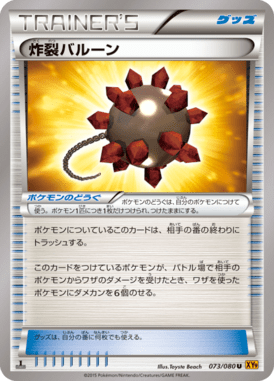 TRAINER'S グッズ
炸裂バルーン
ポケモンのどうぐ
ポケモンのどうぐは、自分のポケモンにつけて
使う。ポケモン1匹につき1枚だけつけられ、つけたままにする。
ポケモンについているこのカードは、相手の番の終わりに
トラッシュする。
このカードをつけているポケモンが、バトル場で相手の
ポケモンからワザのダメージを受けたとき、ワザを使った
ポケモンにダメカンを6個のせる。
グッズは、自分の番に何枚でも使える。
Illus.Toyste Beach
073/080 U XY9
©2015 Pokémon/Nintendo/Creatures/GAME FREAK.